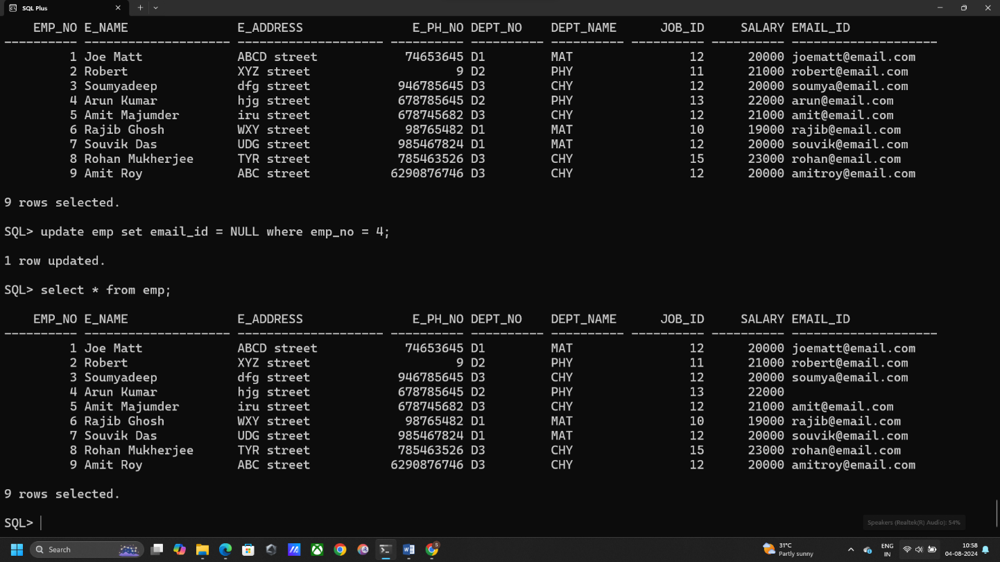 SQL Plus
EMP_NO E_NAME E_ADDRESS E_PH_NO DEPT_NO DEPT_NAME JOB_ID SALARY EMAIL_ID
---------- -------------------- -------------------- ---------- ---------- ---------- ---------- ---------- --------------------
1 Joe Matt ABCD street 74653645 D1 MAT 12 20000 joematt@email.com
2 Robert XYZ street 9 D2 PHY 11 21000 robert@email.com
3 Soumyadeep dfg street 946785645 D3 CHY 12 20000 soumya@email.com
4 Arun Kumar hjg street 678785645 D2 PHY 13 22000 arun@email.com
5 Amit Majumder iru street 678745682 D3 CHY 12 21000 amit@email.com
6 Rajib Ghosh WXY street 98765482 D1 MAT 10 19000 rajib@email.com
7 Souvik Das UDG street 985467824 D1 MAT 12 20000 souvik@email.com
8 Rohan Mukherjee TYR street 785463526 D3 CHY 15 23000 rohan@email.com
9 Amit Roy ABC street 6290876746 D3 CHY 12 20000 amitroy@email.com
9 rows selected.
SQL> update emp set email_id = NULL where emp_no = 4;
1 row updated.
SQL> select * from emp;
EMP_NO E_NAME E_ADDRESS E_PH_NO DEPT_NO DEPT_NAME JOB_ID SALARY EMAIL_ID
---------- -------------------- -------------------- ---------- ---------- ---------- ---------- ---------- --------------------
1 Joe Matt ABCD street 74653645 D1 MAT 12 20000 joematt@email.com
2 Robert XYZ street 9 D2 PHY 11 21000 robert@email.com
3 Soumyadeep dfg street 946785645 D3 CHY 12 20000 soumya@email.com
4 Arun Kumar hjg street 678785645 D2 PHY 13 22000
5 Amit Majumder iru street 678745682 D3 CHY 12 21000 amit@email.com
6 Rajib Ghosh WXY street 98765482 D1 MAT 10 19000 rajib@email.com
7 Souvik Das UDG street 985467824 D1 MAT 12 20000 souvik@email.com
8 Rohan Mukherjee TYR street 785463526 D3 CHY 15 23000 rohan@email.com
9 Amit Roy ABC street 6290876746 D3 CHY 12 20000 amitroy@email.com
9 rows selected.
SQL>
Speakers (Realtek(R) Audio): 54%
Search
31°C
Partly sunny
ENG
IN
10:58
04-08-2024